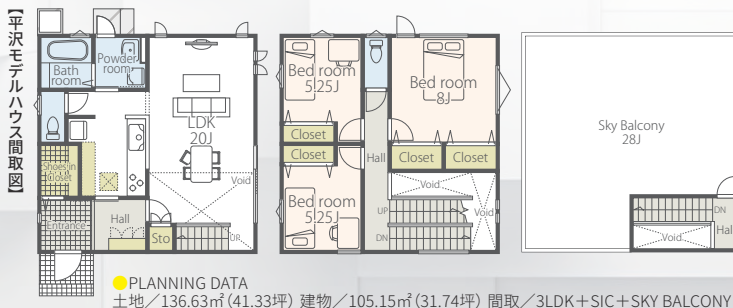 【平沢モデルハウス間取図】
Bath
room
Powder
room
LDK
20J
Shoes in
Closet
Void
Entrance
Hall
Sto
UP
Bed room
5.25J
Closet
Closet
Bed room
5.25J
Hall
Bed room
8J
Closet
Closet
Void
Void
UP
DN
Sky Balcony
28J
DN
Hall
Void
●PLANNING DATA
土地／136.63㎡(41.33坪) 建物／105.15㎡(31.74坪) 間取／3LDK＋SIC＋SKY BALCONY